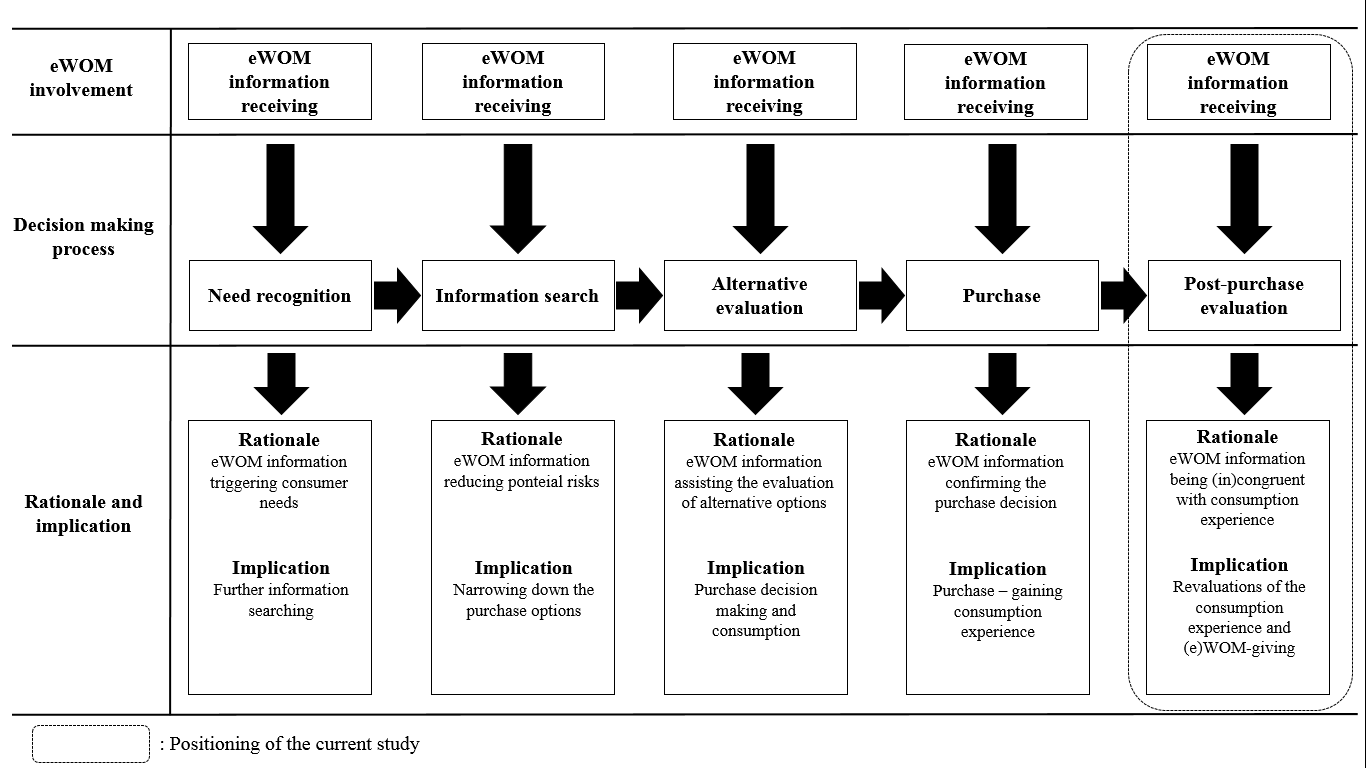 eWOM
involvement
eWOM
information
receiving
eWOM
information
receiving
eWOM
information
receiving
eWOM
information
receiving
eWOM
information
receiving
Decision making
process
Need recognition
Information search
Alternative
evaluation
Purchase
Post-purchase
evaluation
Rationale and
implication
Rationale
eWOM information
triggering consumer
needs
Implication
Further information
searching
Rationale
eWOM information
reducing ponteial risks
Implication
Narrowing down the
purchase options
Rationale
eWOM information
assisting the evaluation
of alternative options
Implication
Purchase decision
making and
consumption
Rationale
eWOM information
confirming the
purchase decision
Implication
Purchase – gaining
consumption
experience
Rationale
eWOM information
being (in)congruent
with consumption
experience
Implication
Revaluations of the
consumption
experience and
(e)WOM-giving
: Positioning of the current study